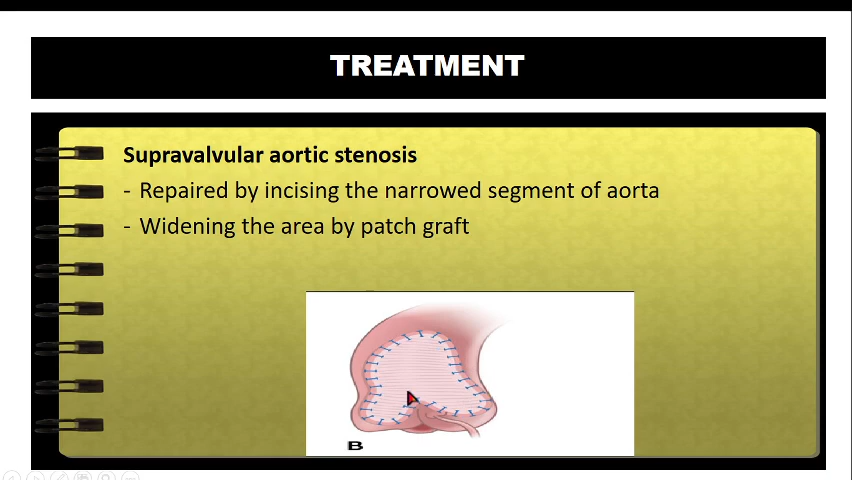 TREATMENT
Supravalvular aortic stenosis
- Repaired by incising the narrowed segment of aorta
- Widening the area by patch graft
B